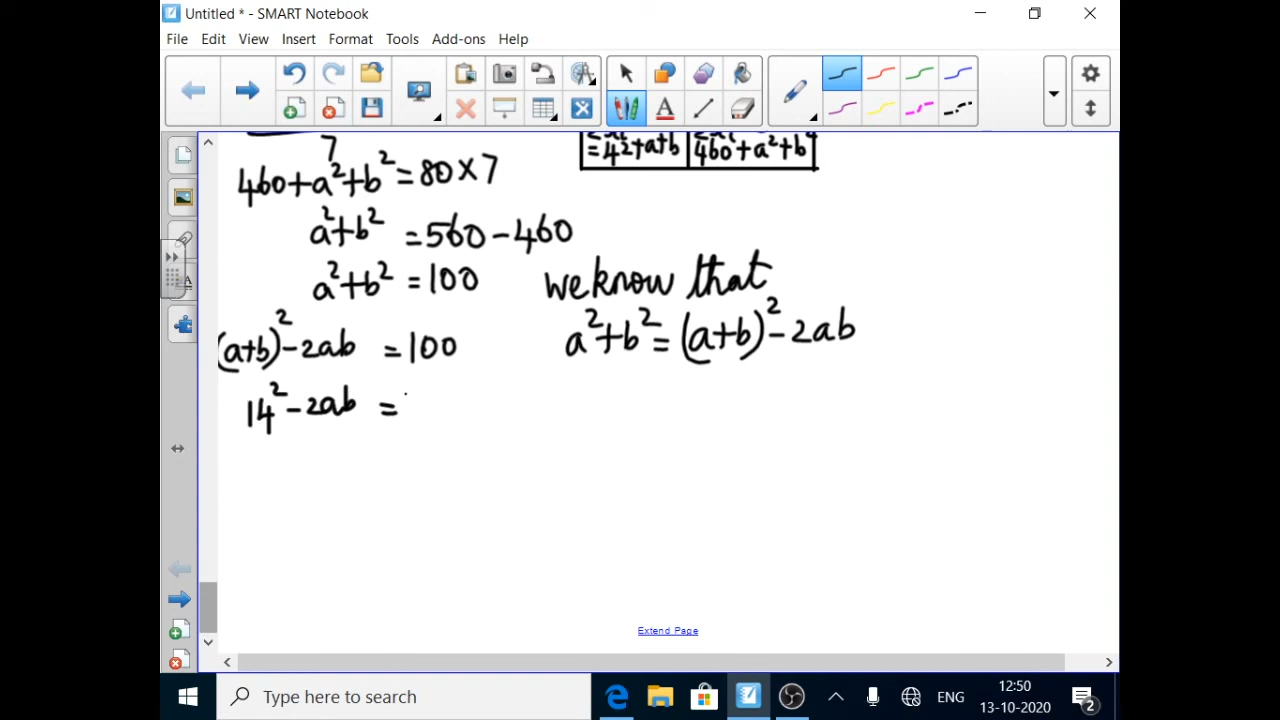 Untitled * - SMART Notebook
File Edit View Insert Format Tools Add-ons Help
7
= 42+a+b 460+a²+b²
460+a²+b² = 80×7
a²+b² = 560-460
a²+b² = 100
we know that
(a+b)²-2ab = 100
a²+b² = (a+b)²-2ab
14²-2ab =
Extend Page
Type here to search
ENG
12:50
13-10-2020
2